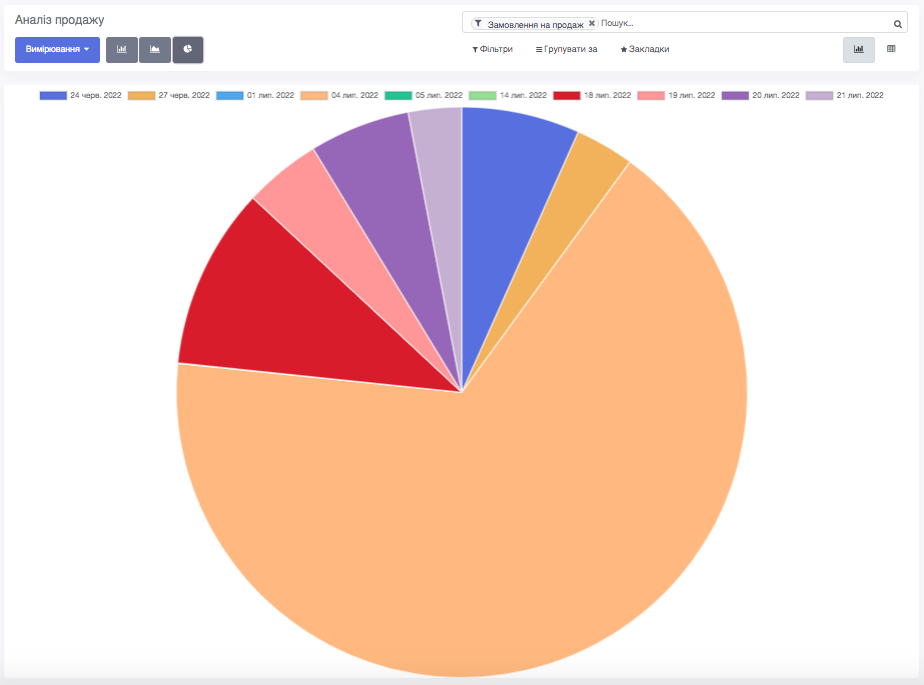 Аналіз продажу
Замовлення на продаж ✖ Пошук...
Вимірювання
Фільтри Групувати за Закладки
24 черв. 2022 27 черв. 2022 01 лип. 2022 04 лип. 2022 05 лип. 2022 14 лип. 2022 18 лип. 2022 19 лип. 2022 20 лип. 2022 21 лип. 2022